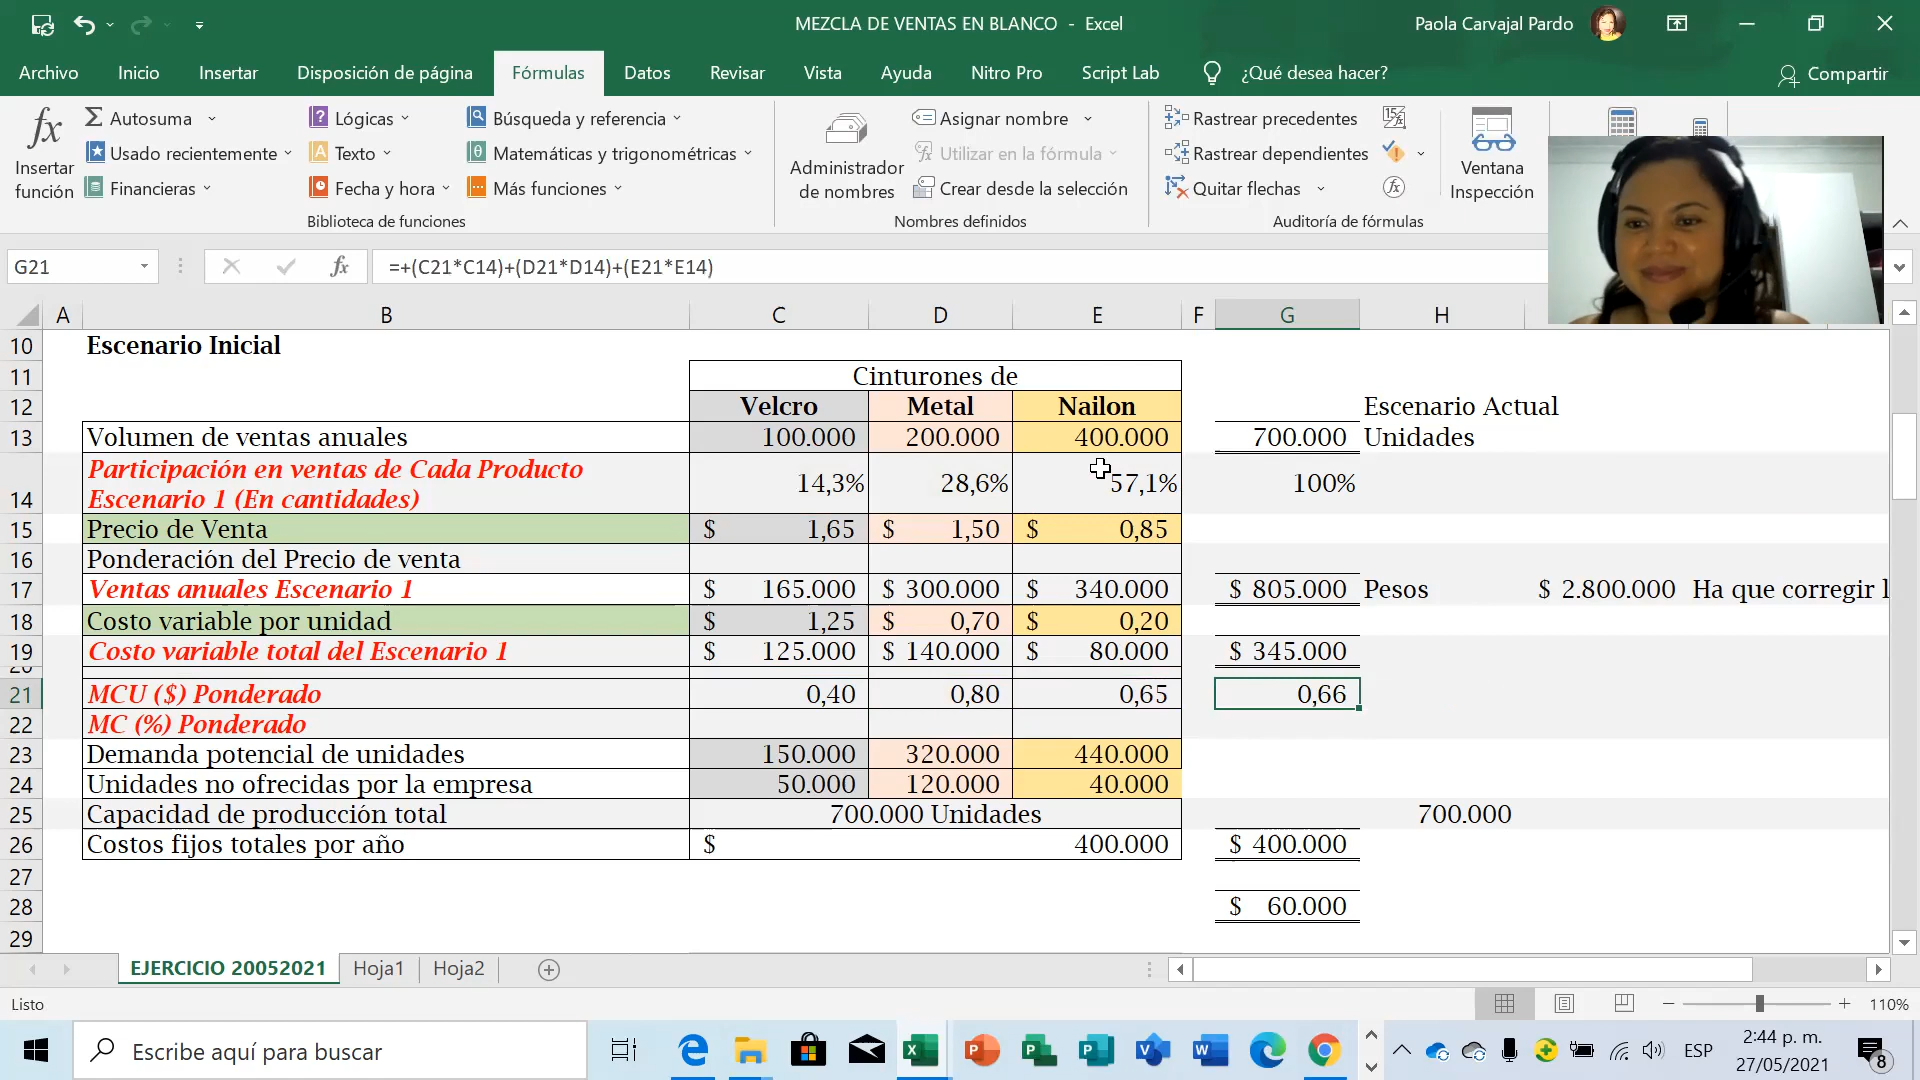 MEZCLA DE VENTAS EN BLANCO - Excel
Paola Carvajal Pardo
Archivo Inicio Insertar Disposición de página Fórmulas Datos Revisar Vista Ayuda Nitro Pro Script Lab ¿Qué desea hacer? Compartir
fx Insertar función
Σ Autosuma
Usado recientemente
Financieras
Lógicas
Texto
Fecha y hora
Búsqueda y referencia
Matemáticas y trigonométricas
Más funciones
Biblioteca de funciones
Administrador de nombres
Asignar nombre
Utilizar en la fórmula
Crear desde la selección
Nombres definidos
Rastrear precedentes
Rastrear dependientes
Quitar flechas
Auditoría de fórmulas
Ventana Inspección
G21 fx =+(C21*C14)+(D21*D14)+(E21*E14)
A B C D E F G H
10 Escenario Inicial
11 Cinturones de
12 Velcro Metal Nailon Escenario Actual
13 Volumen de ventas anuales 100.000 200.000 400.000 700.000 Unidades
Participación en ventas de Cada Producto
14 Escenario 1 (En cantidades) 14,3% 28,6% 57,1% 100%
15 Precio de Venta $ 1,65 $ 1,50 $ 0,85
16 Ponderación del Precio de venta
17 Ventas anuales Escenario 1 $ 165.000 $ 300.000 $ 340.000 $ 805.000 Pesos $ 2.800.000 Ha que corregir l
18 Costo variable por unidad $ 1,25 $ 0,70 $ 0,20
19 Costo variable total del Escenario 1 $ 125.000 $ 140.000 $ 80.000 $ 345.000
20
21 MCU ($) Ponderado 0,40 0,80 0,65 0,66
22 MC (%) Ponderado
23 Demanda potencial de unidades 150.000 320.000 440.000
24 Unidades no ofrecidas por la empresa 50.000 120.000 40.000
25 Capacidad de producción total 700.000 Unidades 700.000
26 Costos fijos totales por año $ 400.000 $ 400.000
27
28 $ 60.000
29
EJERCICIO 20052021 Hoja1 Hoja2
Listo 110%
Escribe aquí para buscar
ESP
2:44 p. m.
27/05/2021
8